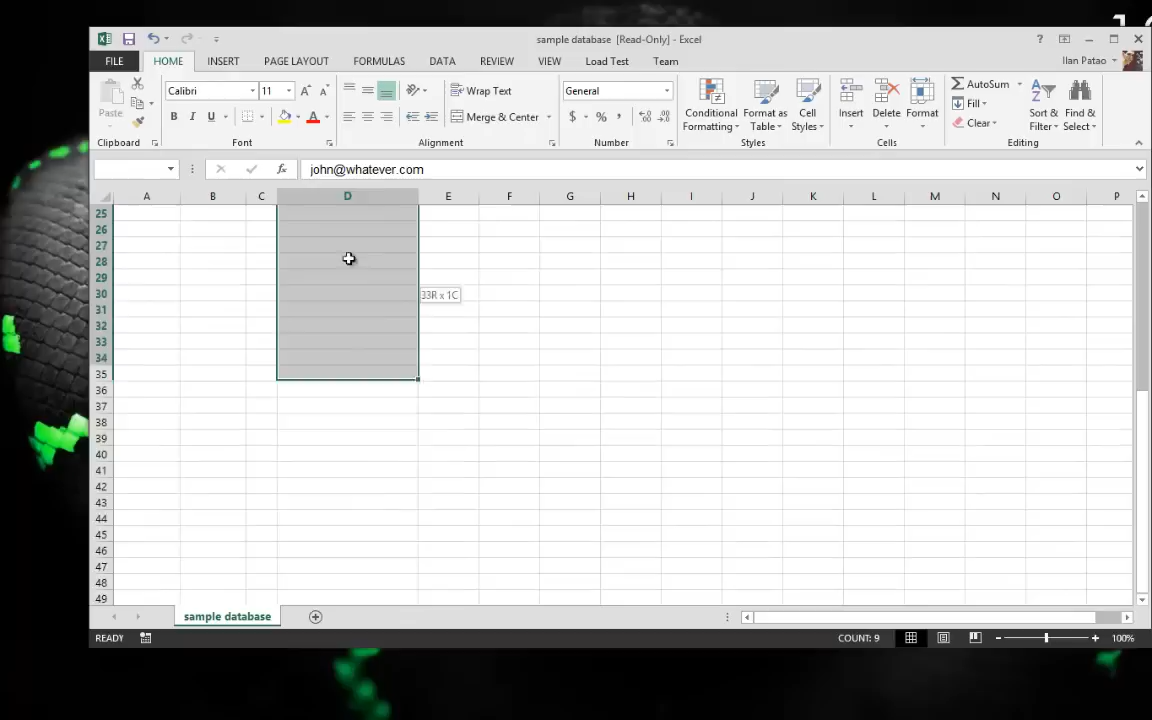 sample database [Read-Only] - Excel
FILE HOME INSERT PAGE LAYOUT FORMULAS DATA REVIEW VIEW Load Test Team Ilan Patao
Paste
Calibri 11
B I U
Wrap Text
Merge & Center
General
$ % ,
Conditional Formatting
Format as Table
Cell Styles
Insert Delete Format
AutoSum
Fill
Clear
Sort & Filter
Find & Select
Clipboard Font Alignment Number Styles Cells Editing
fx john@whatever.com
A B C D E F G H I J K L M N O P
25
26
27
28
29
30
33R x 1C
31
32
33
34
35
36
37
38
39
40
41
42
43
44
45
46
47
48
49
sample database
READY COUNT: 9 100%